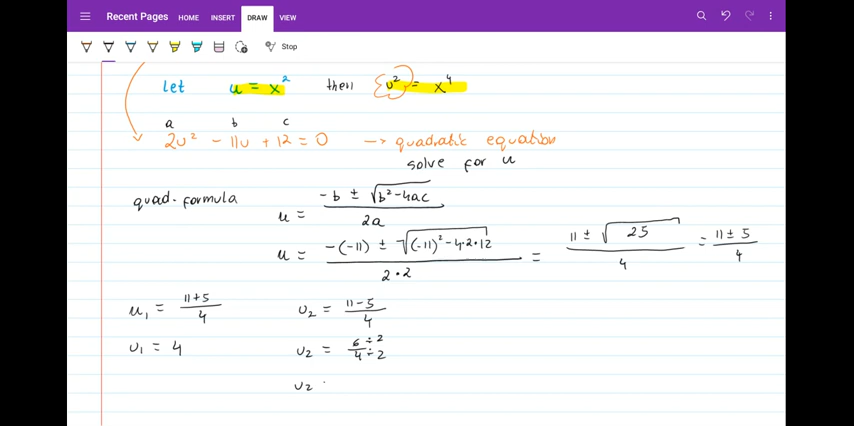 Recent Pages HOME INSERT DRAW VIEW
Stop
let u = x² then {u² = x⁴
a b c
2u² - 11u + 12 = 0 → quadratic equation
solve for u
quad. formula u = (-b ± √(b² - 4ac)) / 2a
u = (-(-11) ± √((-11)² - 4·2·12)) / 2·2 = (11 ± √25) / 4 = (11 ± 5) / 4
u₁ = (11+5) / 4 u₂ = (11-5) / 4
u₁ = 4 u₂ = (6 ÷ 2) / (4 ÷ 2)
u₂